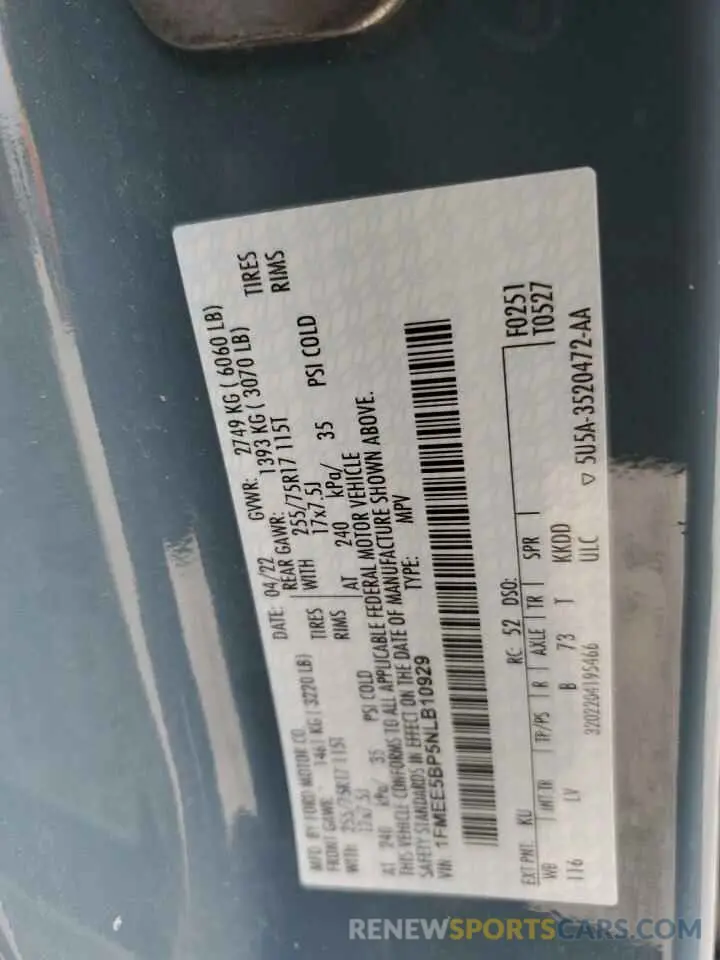 MFD BY FORD MOTOR CO.
DATE: 04/22 GVWR: 2749 KG ( 6060 LB)
FRONT GAWR: 1461 KG ( 3220 LB) REAR GAWR: 1393 KG ( 3070 LB)
WITH 255/75R17 115T TIRES WITH 255/75R17 115T TIRES
17x7.5J RIMS 17x7.5J RIMS
AT 240 kPa/ 35 PSI COLD AT 240 kPa/ 35 PSI COLD
THIS VEHICLE CONFORMS TO ALL APPLICABLE FEDERAL MOTOR VEHICLE
SAFETY STANDARDS IN EFFECT ON THE DATE OF MANUFACTURE SHOWN ABOVE.
VIN: 1FMEE5BP5NLB10929 TYPE: MPV
F0251
T0527
EXT PNT: KU RC: 52 DSO:
WB INT TR TP/PS R AXLE TR SPR
116 LV B 73 T KKDD
3202204195466 ULC
▽ 5U5A-3520472-AA
RENEWSPORTSCARS.COM